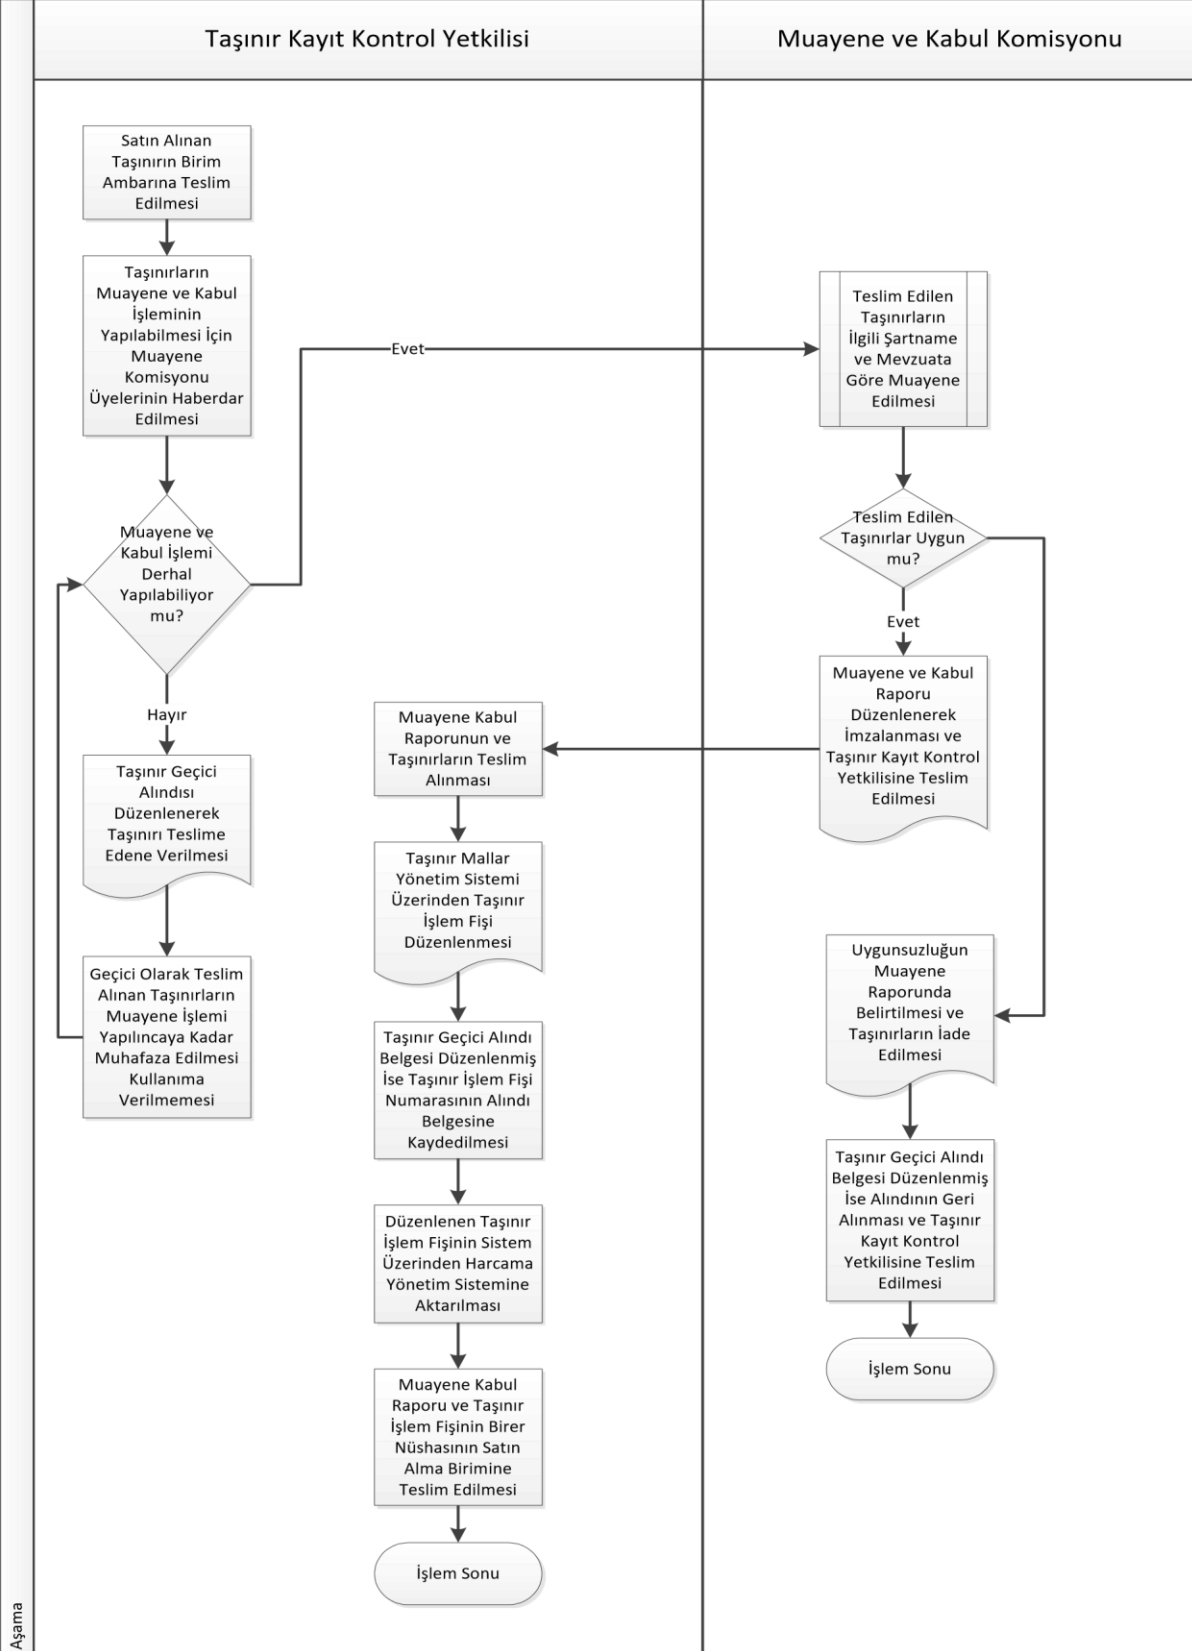 Taşınır Kayıt Kontrol Yetkilisi
Muayene ve Kabul Komisyonu
Satın Alınan
Taşınırın Birim
Ambarına Teslim
Edilmesi
Taşınırların
Muayene ve Kabul
İşleminin
Yapılabilmesi İçin
Muayene
Komisyonu
Üyelerinin Haberdar
Edilmesi
Muayene ve
Kabul İşlemi
Derhal
Yapılabiliyor
mu?
Evet
Hayır
Taşınır Geçici
Alındısı
Düzenlenerek
Taşınırı Teslime
Edene Verilmesi
Geçici Olarak Teslim
Alınan Taşınırların
Muayene İşlemi
Yapılıncaya Kadar
Muhafaza Edilmesi
Kullanıma
Verilmemesi
Teslim Edilen
Taşınırların
İlgili Şartname
ve Mevzuata
Göre Muayene
Edilmesi
Teslim Edilen
Taşınırlar Uygun
mu?
Evet
Muayene ve Kabul
Raporu
Düzenlenerek
İmzalanması ve
Taşınır Kayıt Kontrol
Yetkilisine Teslim
Edilmesi
Muayene Kabul
Raporunun ve
Taşınırların Teslim
Alınması
Taşınır Mallar
Yönetim Sistemi
Üzerinden Taşınır
İşlem Fişi
Düzenlenmesi
Taşınır Geçici Alındı
Belgesi Düzenlenmiş
İse Taşınır İşlem Fişi
Numarasının Alındı
Belgesine
Kaydedilmesi
Düzenlenen Taşınır
İşlem Fişinin Sistem
Üzerinden Harcama
Yönetim Sistemine
Aktarılması
Muayene Kabul
Raporu ve Taşınır
İşlem Fişinin Birer
Nüshasının Satın
Alma Birimine
Teslim Edilmesi
İşlem Sonu
Uygunsuzluğun
Muayene
Raporunda
Belirtilmesi ve
Taşınırların İade
Edilmesi
Taşınır Geçici Alındı
Belgesi Düzenlenmiş
İse Alındının Geri
Alınması ve Taşınır
Kayıt Kontrol
Yetkilisine Teslim
Edilmesi
İşlem Sonu
Aşama